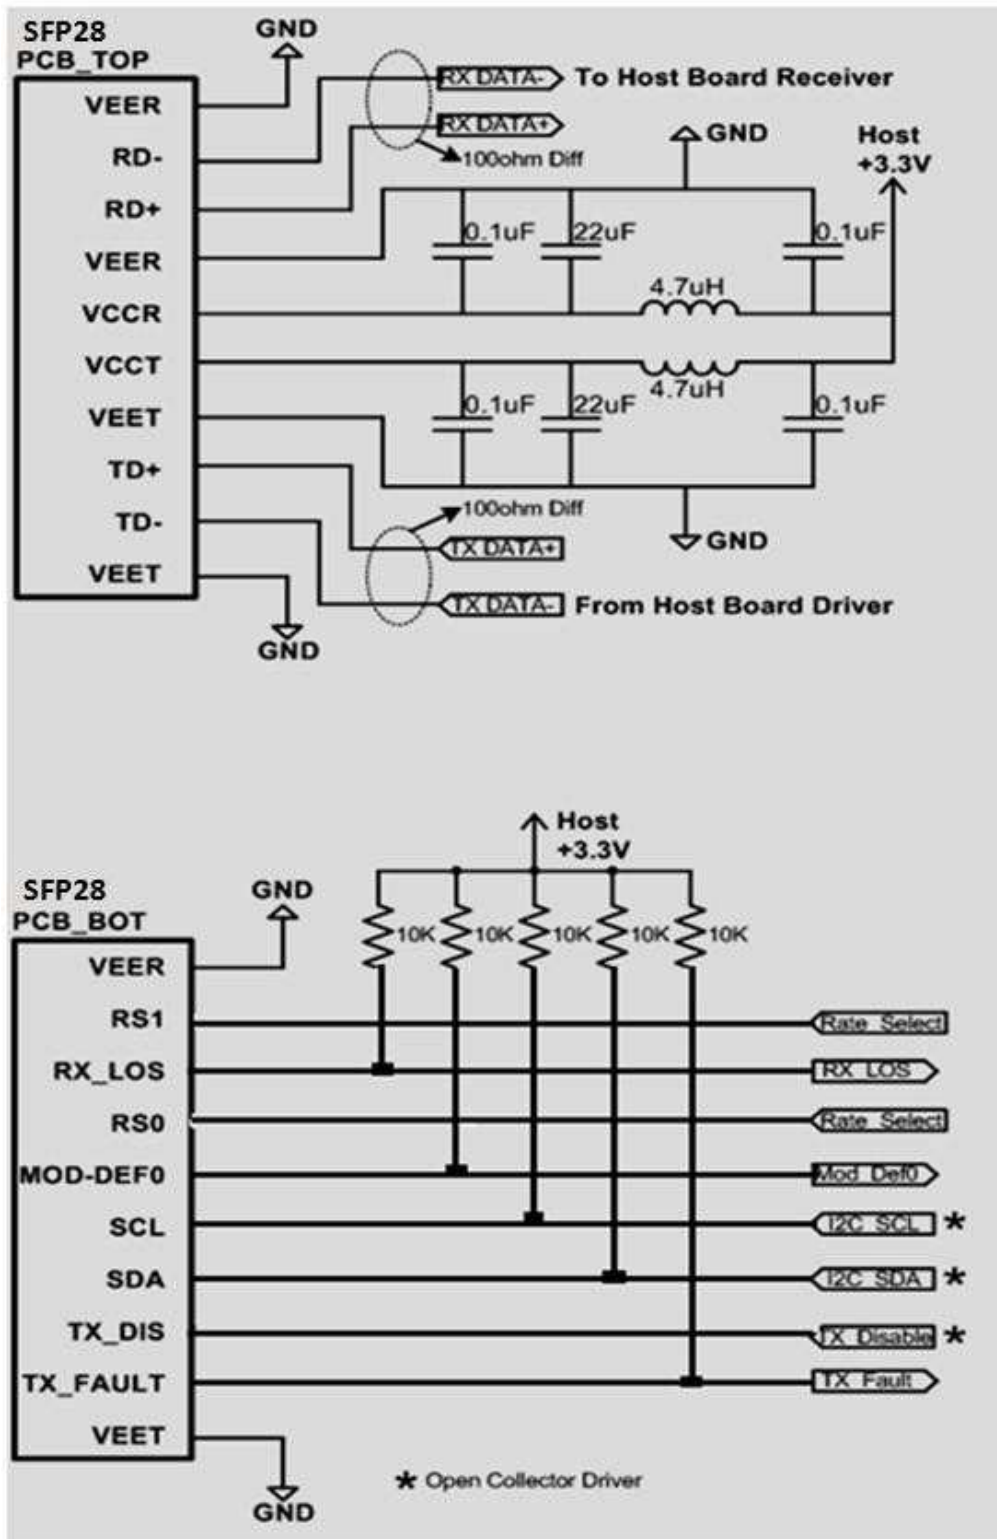 SFP28
PCB_TOP
GND
VEER
RX DATA-
To Host Board Receiver
RX DATA+
GND
Host
+3.3V
RD-
100ohm Diff
RD+
0.1uF
22uF
0.1uF
VEER
4.7uH
VCCR
VCCT
4.7uH
0.1uF
22uF
0.1uF
VEET
TD+
100ohm Diff
TD-
TX DATA+
GND
VEET
TX DATA-
From Host Board Driver
GND
Host
+3.3V
SFP28
PCB_BOT
GND
10K
10K
10K
10K
10K
VEER
RS1
Rate Select
RX_LOS
RX LOS
RS0
Rate Select
MOD-DEF0
Mod Def0
SCL
I2C SCL *
SDA
I2C SDA *
TX_DIS
TX Disable *
TX_FAULT
TX Fault
VEET
* Open Collector Driver
GND